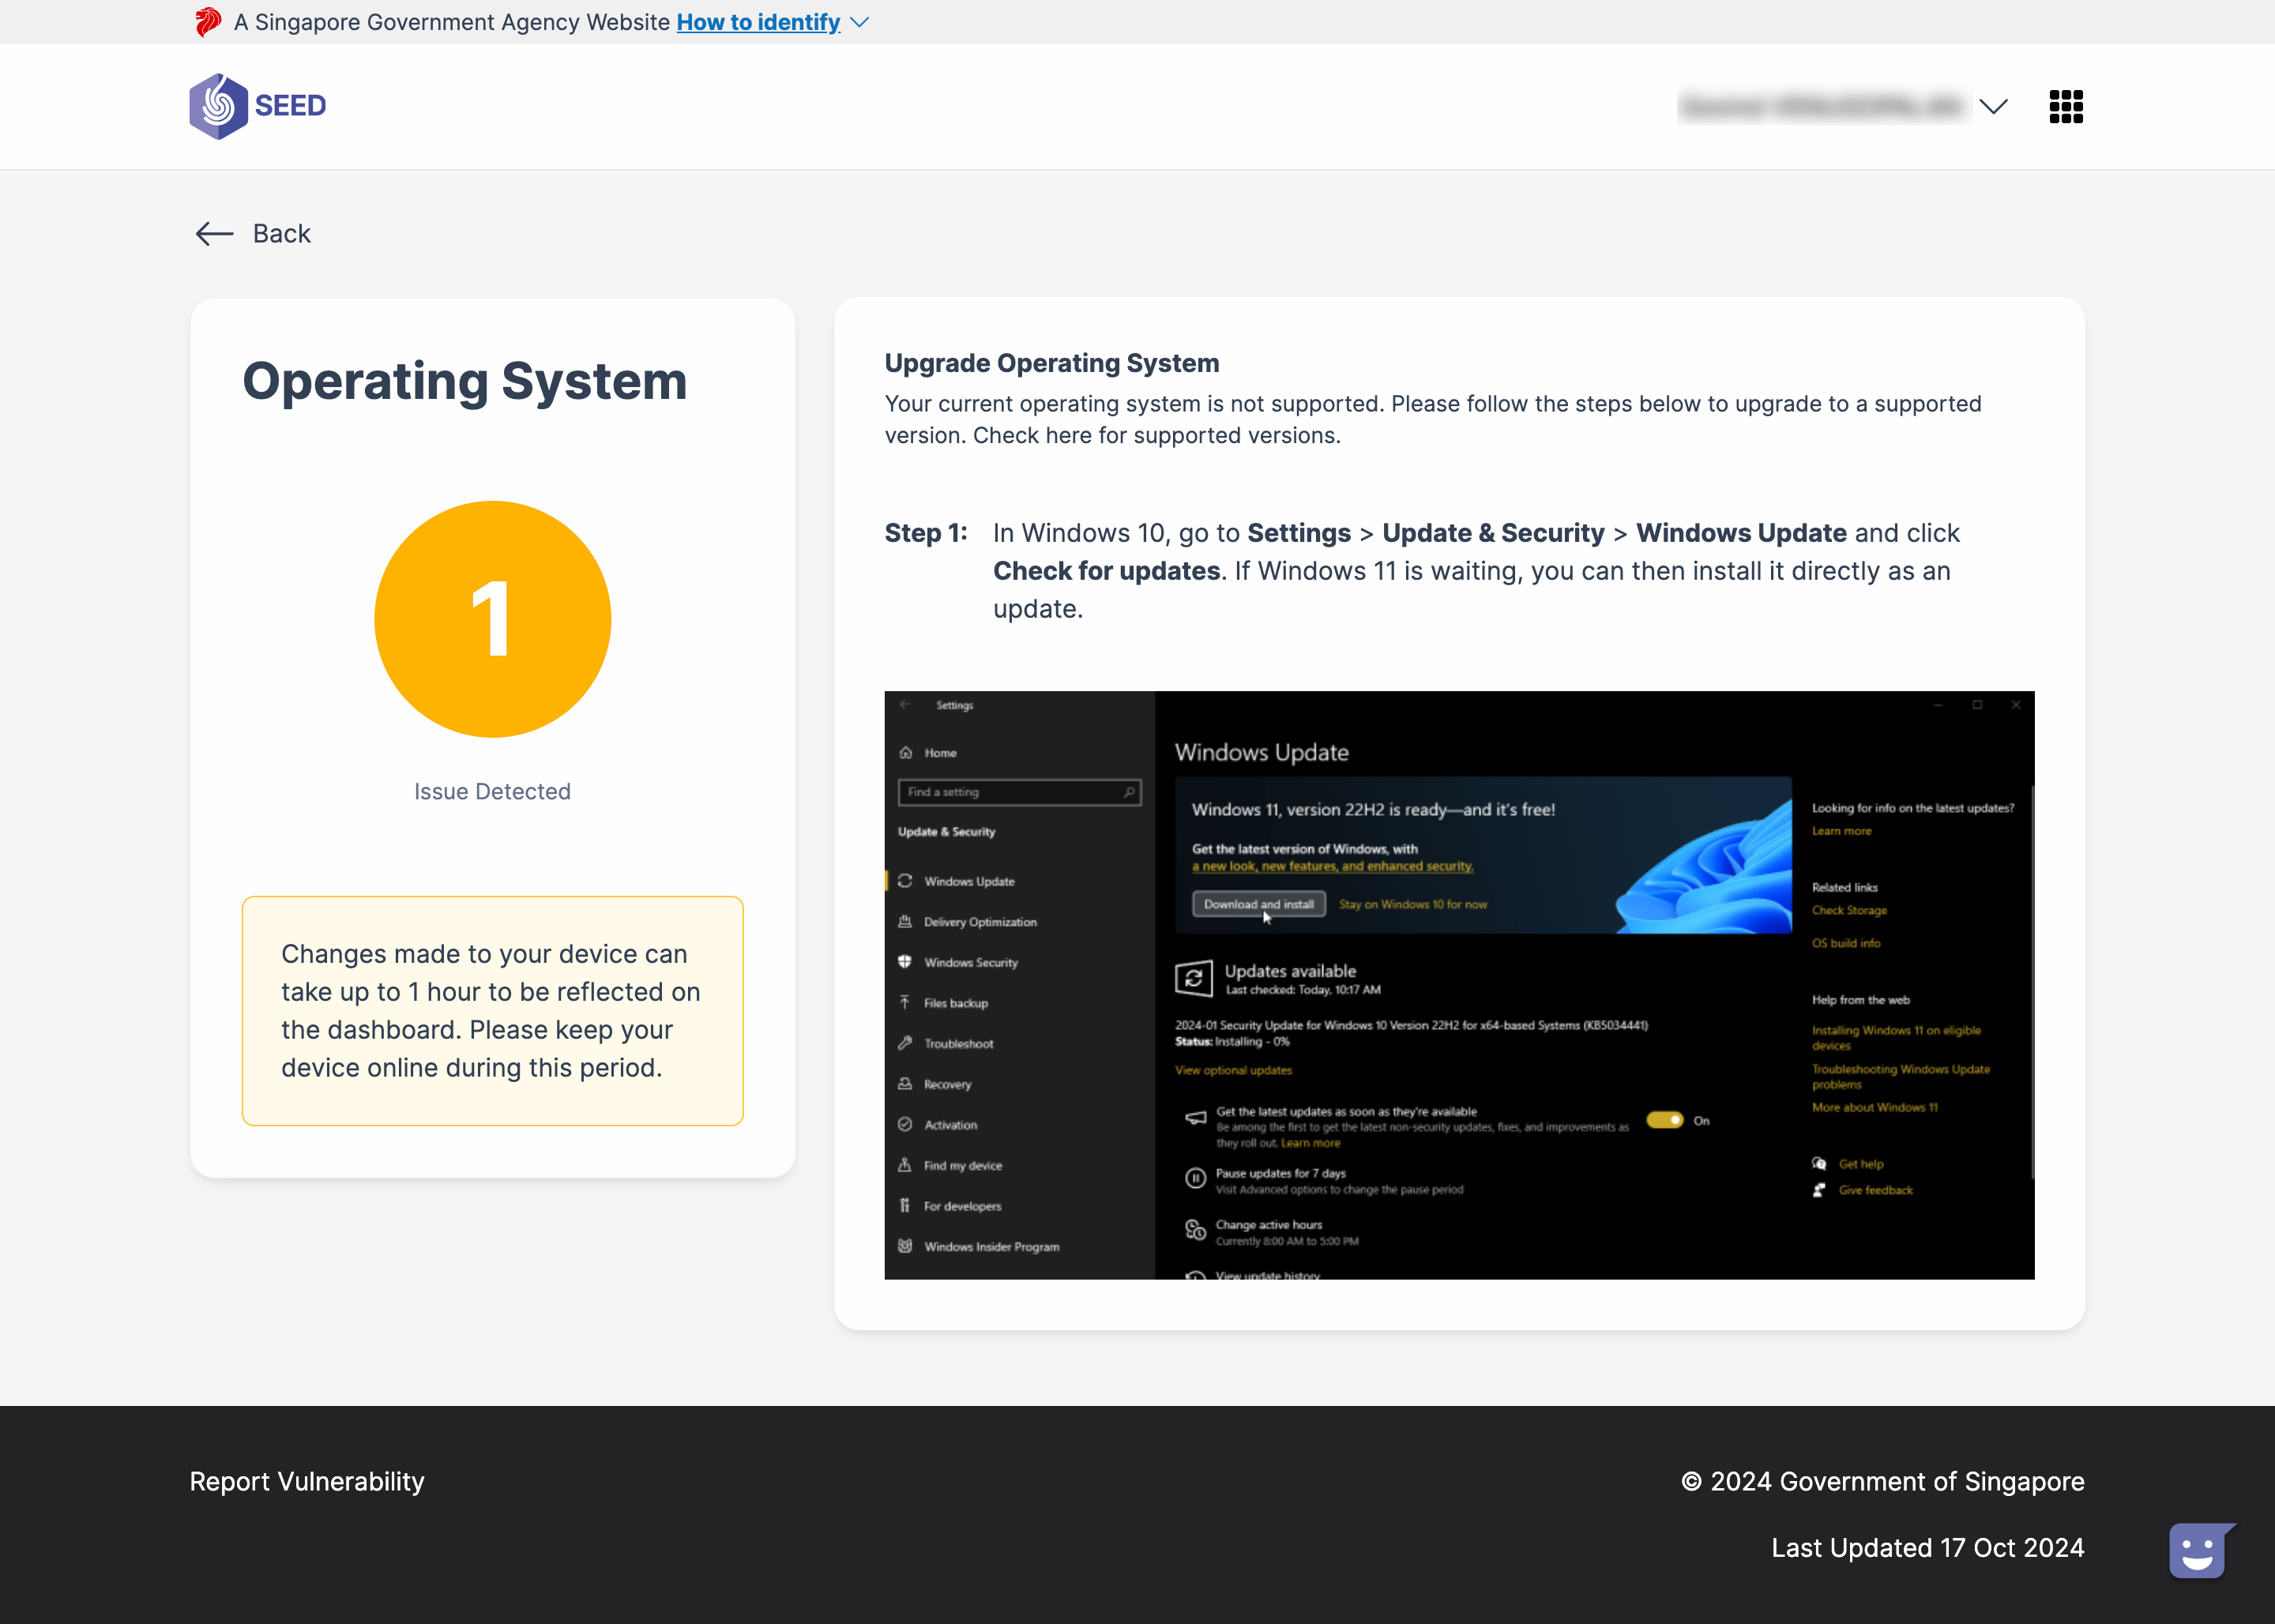 A Singapore Government Agency Website How to identify
SEED
Back
Operating System
1
Issue Detected
Changes made to your device can
take up to 1 hour to be reflected on
the dashboard. Please keep your
device online during this period.
Upgrade Operating System
Your current operating system is not supported. Please follow the steps below to upgrade to a supported
version. Check here for supported versions.
Step 1: In Windows 10, go to Settings > Update & Security > Windows Update and click
Check for updates. If Windows 11 is waiting, you can then install it directly as an
update.
Settings
Home
Find a setting
Update & Security
Windows Update
Delivery Optimization
Windows Security
Files backup
Troubleshoot
Recovery
Activation
Find my device
For developers
Windows Insider Program
Windows Update
Windows 11, version 22H2 is ready—and it's free!
Get the latest version of Windows, with
a new look, new features, and enhanced security.
Download and install Stay on Windows 10 for now
Updates available
Last checked: Today, 10:17 AM
2024-01 Security Update for Windows 10 Version 22H2 for x64-based Systems (KB5034441)
Status: Installing - 0%
View optional updates
Get the latest updates as soon as they're available
Be among the first to get the latest non-security updates, fixes, and improvements as
they roll out. Learn more
On
Pause updates for 7 days
Visit Advanced options to change the pause period
Change active hours
Currently 8:00 AM to 5:00 PM
View update history
Looking for info on the latest updates?
Learn more
Related links
Check Storage
OS build info
Help from the web
Installing Windows 11 on eligible
devices
Troubleshooting Windows Update
problems
More about Windows 11
Get help
Give feedback
Report Vulnerability
© 2024 Government of Singapore
Last Updated 17 Oct 2024